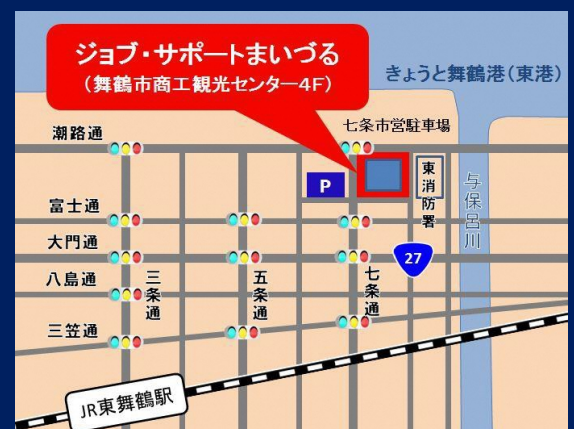 ジョブ・サポートまいづる
(舞鶴市商工観光センター4F)
きょうと舞鶴港(東港)
七条市営駐車場
潮路通
P
東消防署
与保呂川
富士通
大門通
27
八島通
三条通
五条通
七条通
三笠通
JR東舞鶴駅